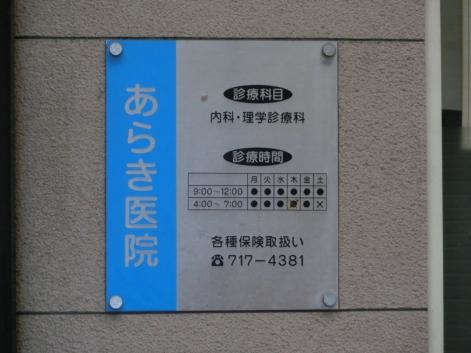 あらき医院
診療科目
内科・理学診療科
診療時間
月 火 水 木 金 土
9:00～12:00 ● ● ● ● ● ●
4:00～7:00 ● ● ● ● ● ×
各種保険取扱い
☎717-4381